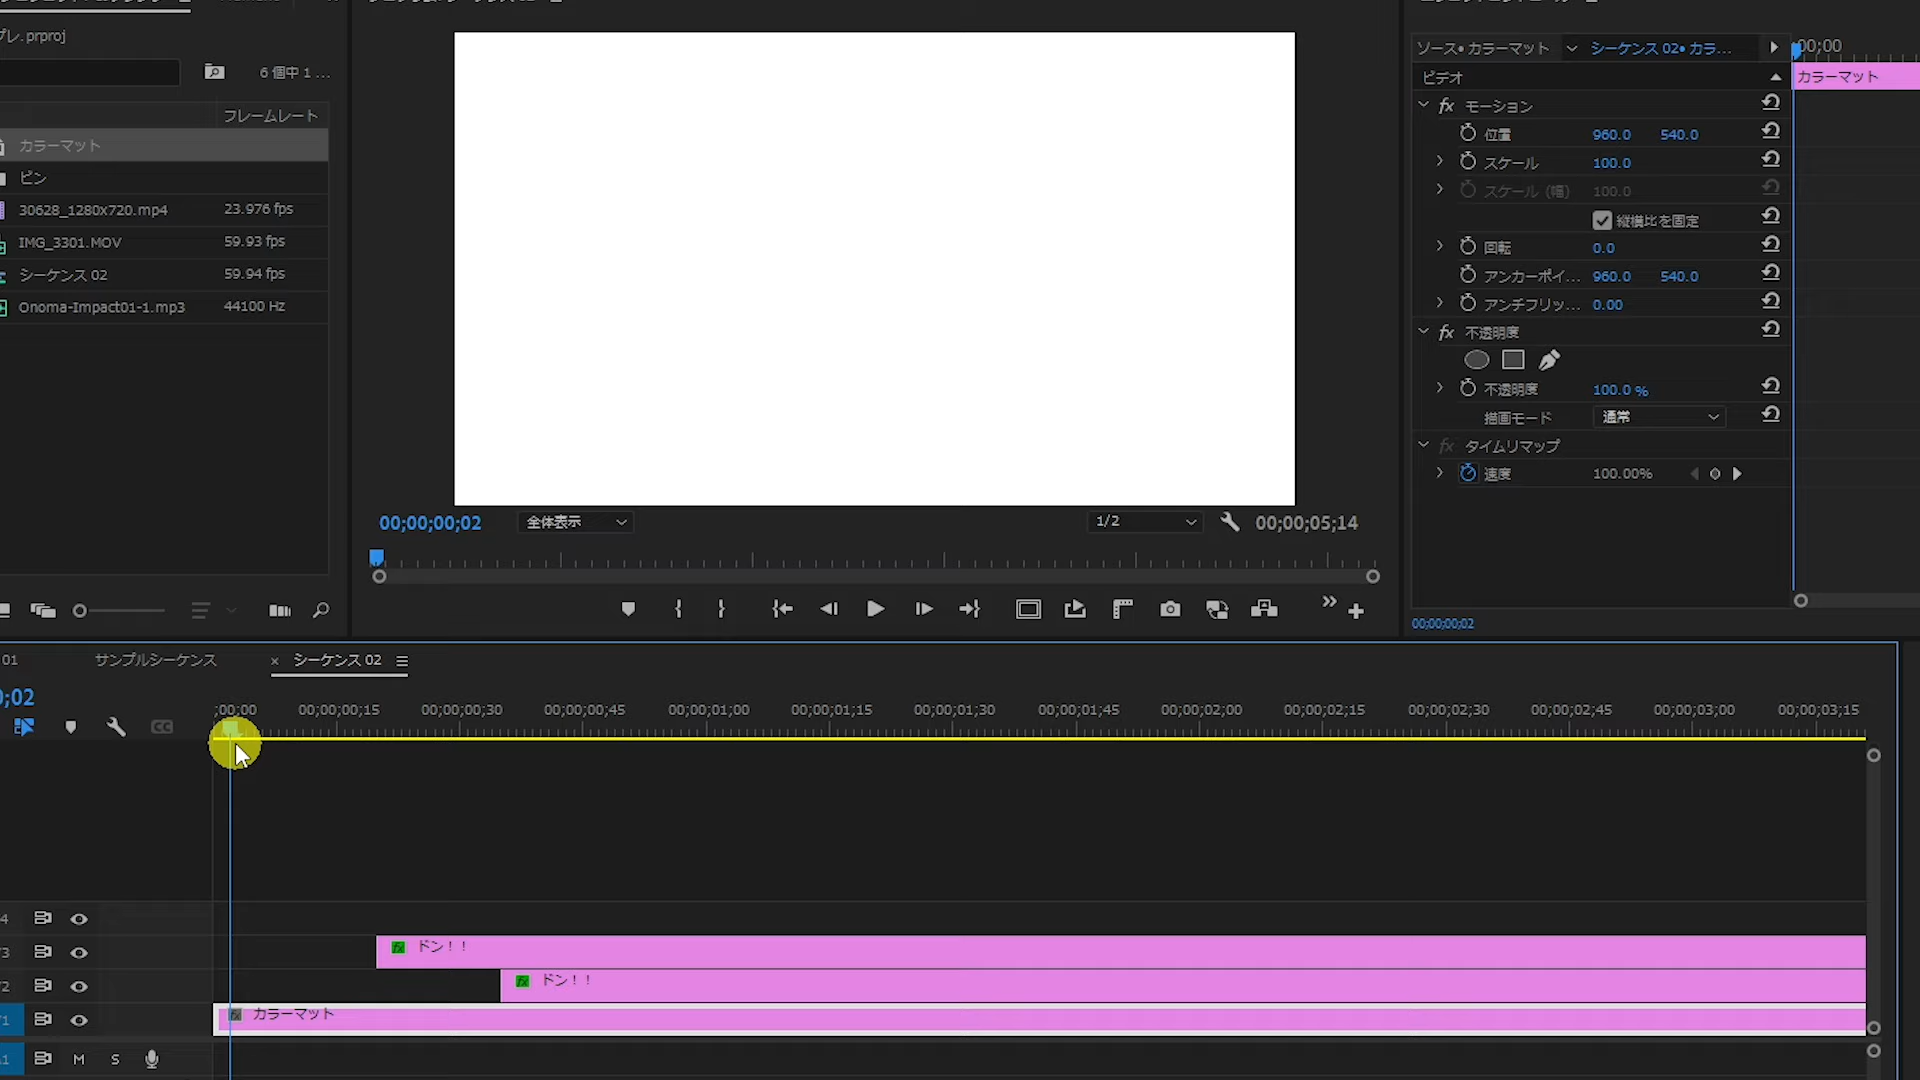 プレ.prproj
6 個中 1 ...
フレームレート
カラーマット
ビン
30628_1280x720.mp4
23.976 fps
IMG_3301.MOV
59.93 fps
シーケンス 02
59.94 fps
Onoma-Impact01-1.mp3
44100 Hz
00;00;00;02
全体表示
1/2
00;00;05;14
ソース• カラーマット
シーケンス 02• カラ...
;00;00
ビデオ
カラーマット
fx モーション
位置 960.0 540.0
スケール 100.0
スケール (幅) 100.0
縦横比を固定
回転 0.0
アンカーポイ... 960.0 540.0
アンチフリッ... 0.00
fx 不透明度
不透明度 100.0 %
描画モード 通常
fx タイムリマップ
速度 100.00%
00;00;00;02
01
サンプルシーケンス
× シーケンス 02
;02
;00;00 00;00;00;15 00;00;00;30 00;00;00;45 00;00;01;00 00;00;01;15 00;00;01;30 00;00;01;45 00;00;02;00 00;00;02;15 00;00;02;30 00;00;02;45 00;00;03;00 00;00;03;15
CC
4
3
fx ドン！！
2
fx ドン！！
1
fx カラーマット
1
M S